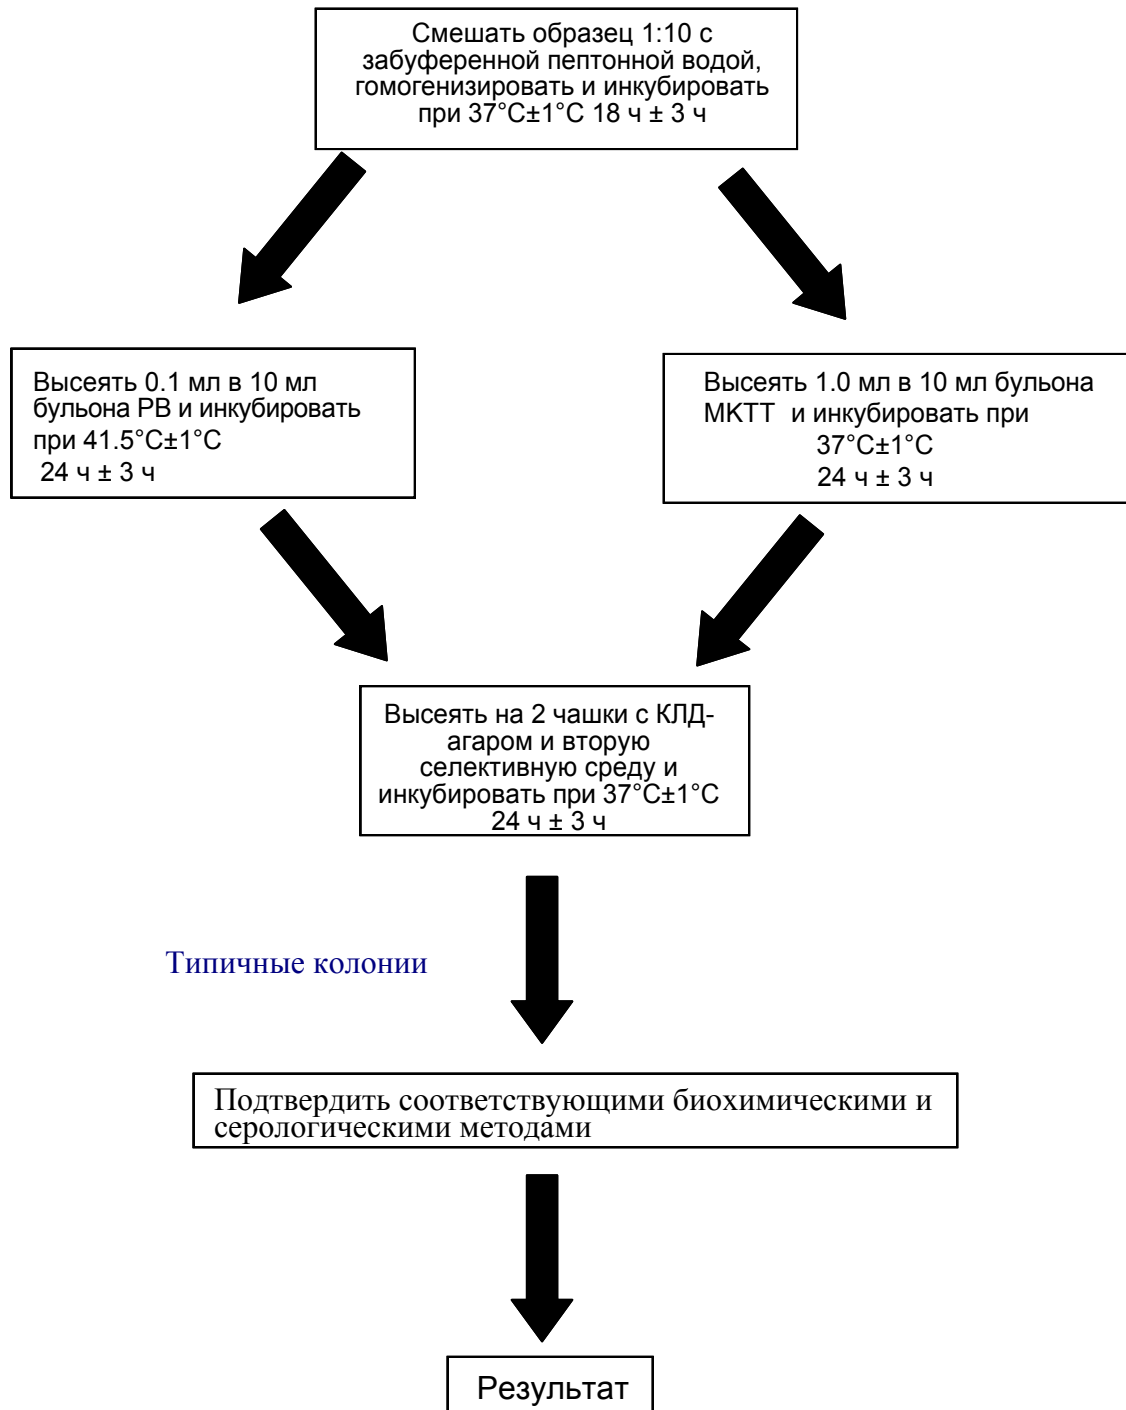 Смешать образец 1:10 с
забуференной пептонной водой,
гомогенизировать и инкубировать
при 37°C±1°C 18 ч ± 3 ч
Высеять 0.1 мл в 10 мл
бульона РВ и инкубировать
при 41.5°C±1°C
24 ч ± 3 ч
Высеять 1.0 мл в 10 мл бульона
МКТТ и инкубировать при
37°C±1°C
24 ч ± 3 ч
Высеять на 2 чашки с КЛД-
агаром и вторую
селективную среду и
инкубировать при 37°C±1°C
24 ч ± 3 ч
Типичные колонии
Подтвердить соответствующими биохимическими и
серологическими методами
Результат